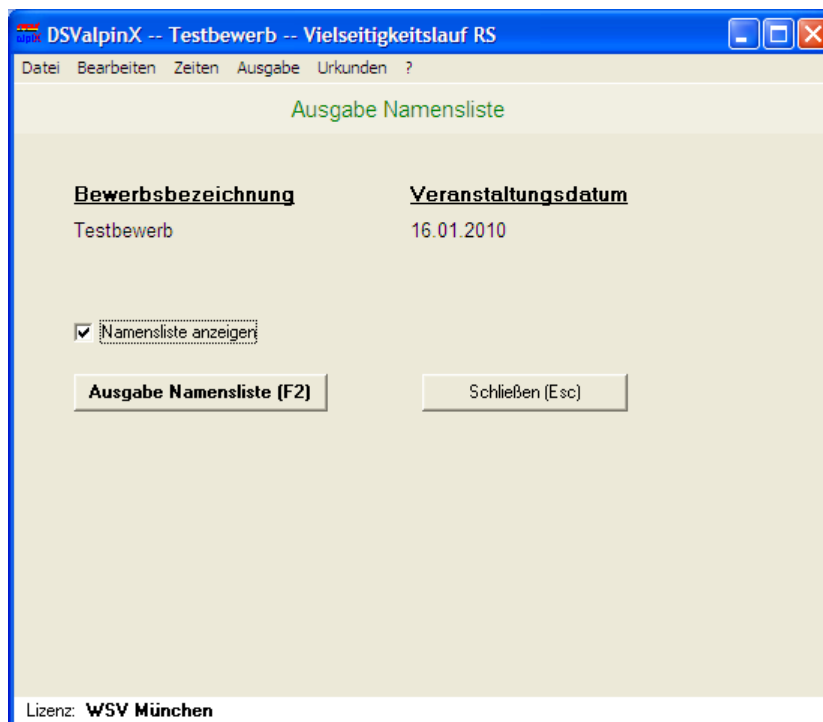 alpin DSValpinX -- Testbewerb -- Vielseitigkeitslauf RS
Datei Bearbeiten Zeiten Ausgabe Urkunden ?
Ausgabe Namensliste
Bewerbsbezeichnung Veranstaltungsdatum
Testbewerb 16.01.2010
Namensliste anzeigen
Ausgabe Namensliste (F2) Schließen (Esc)
Lizenz: WSV München